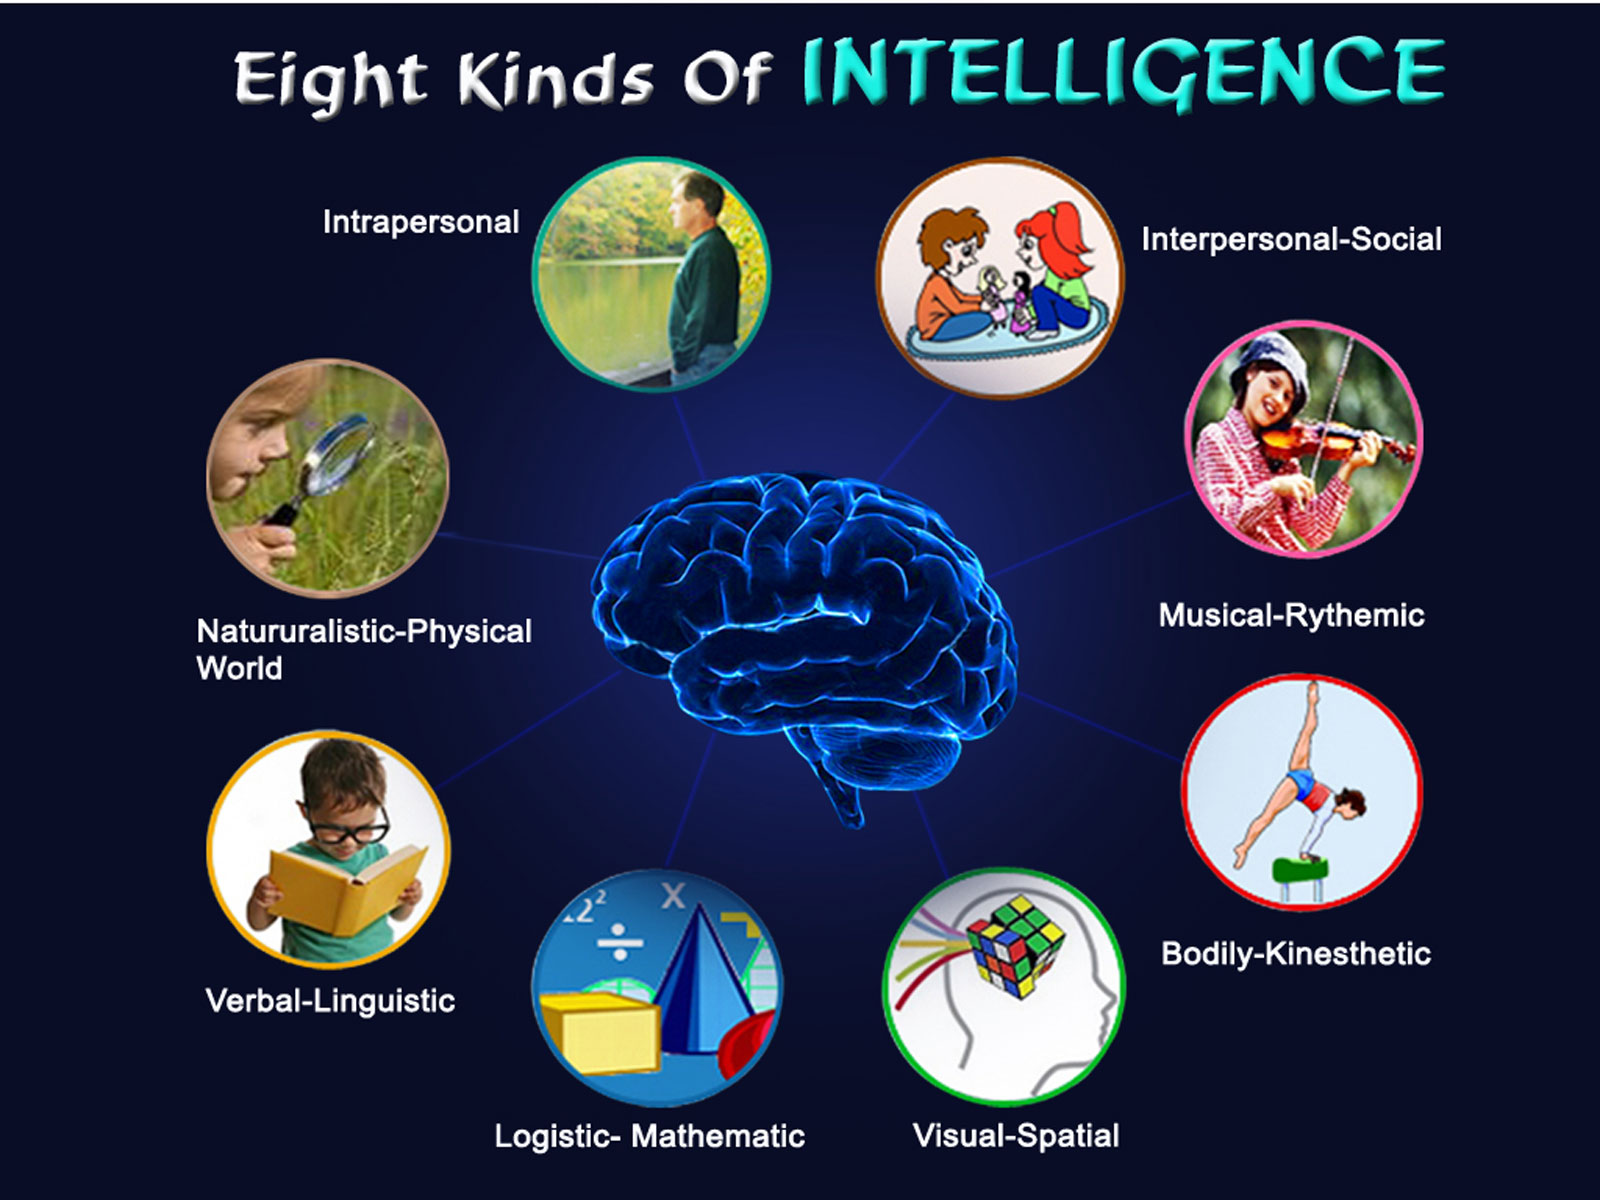 Eight Kinds Of INTELLIGENCE
Intrapersonal
Interpersonal-Social
Musical-Rythemic
Natururalistic-Physical
World
Bodily-Kinesthetic
Verbal-Linguistic
22²
÷
X
Logistic- Mathematic
Visual-Spatial